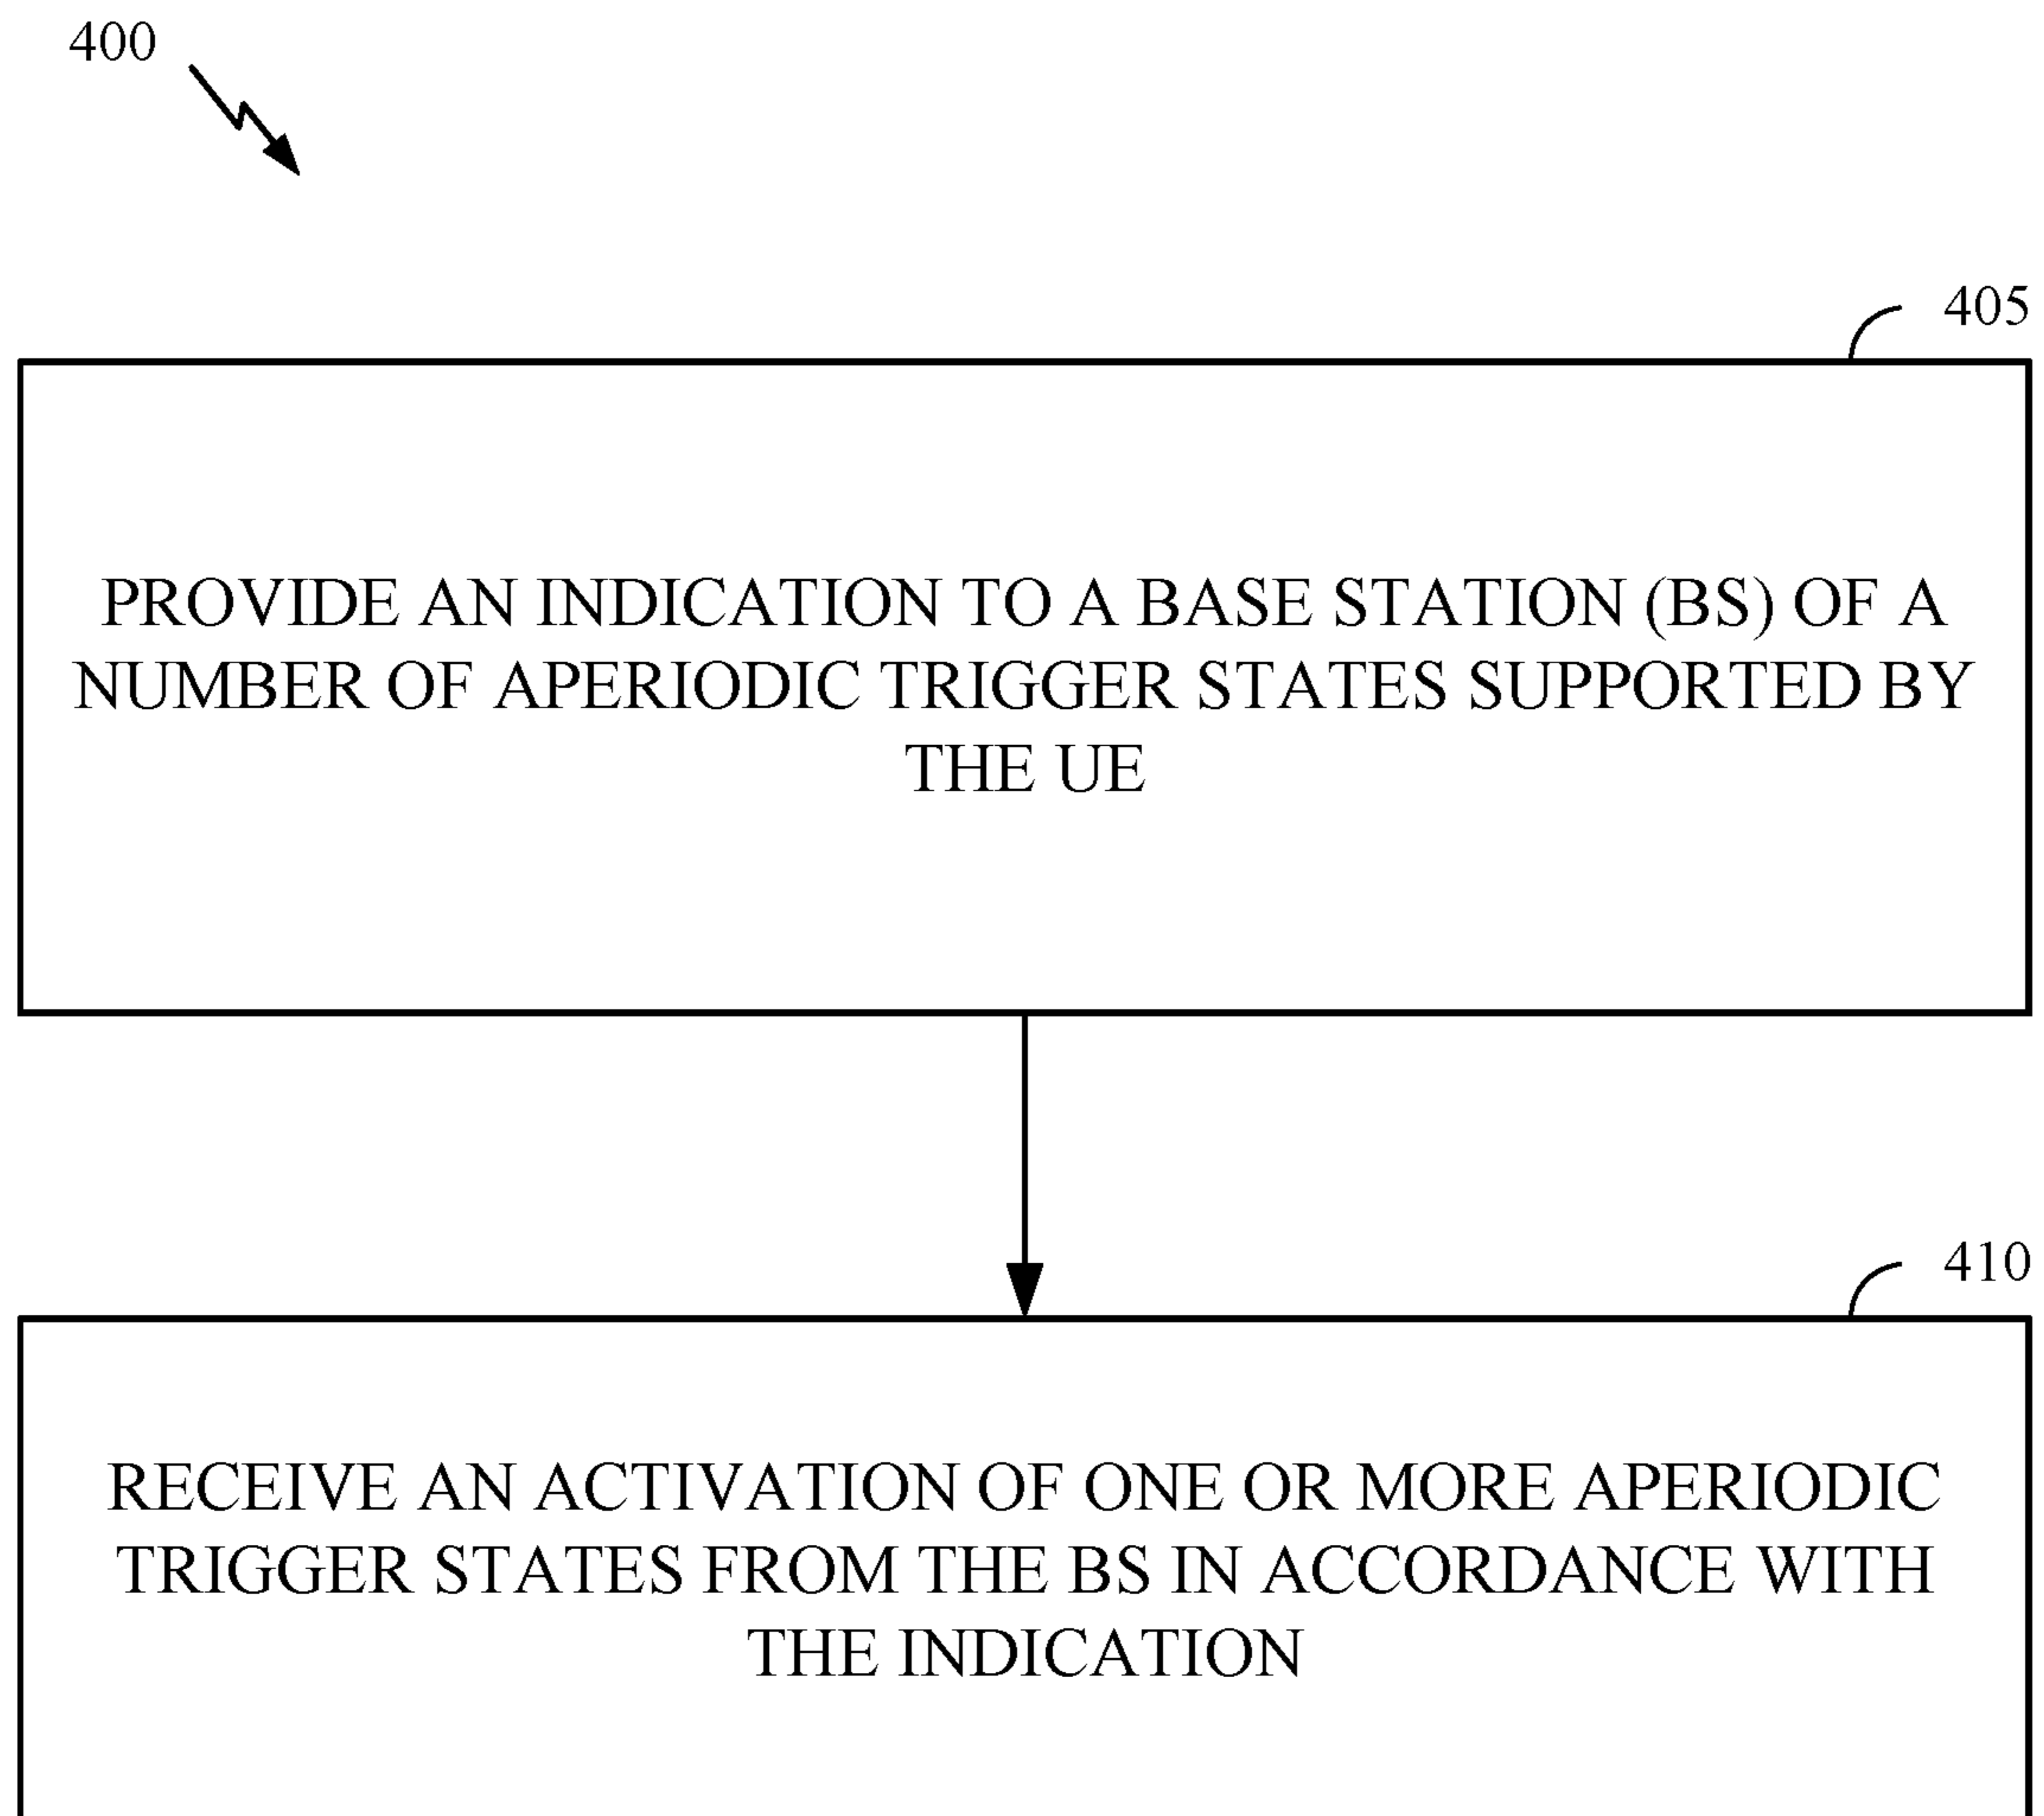 400
405
PROVIDE AN INDICATION TO A BASE STATION (BS) OF A
NUMBER OF APERIODIC TRIGGER STATES SUPPORTED BY
THE UE
410
RECEIVE AN ACTIVATION OF ONE OR MORE APERIODIC
TRIGGER STATES FROM THE BS IN ACCORDANCE WITH
THE INDICATION